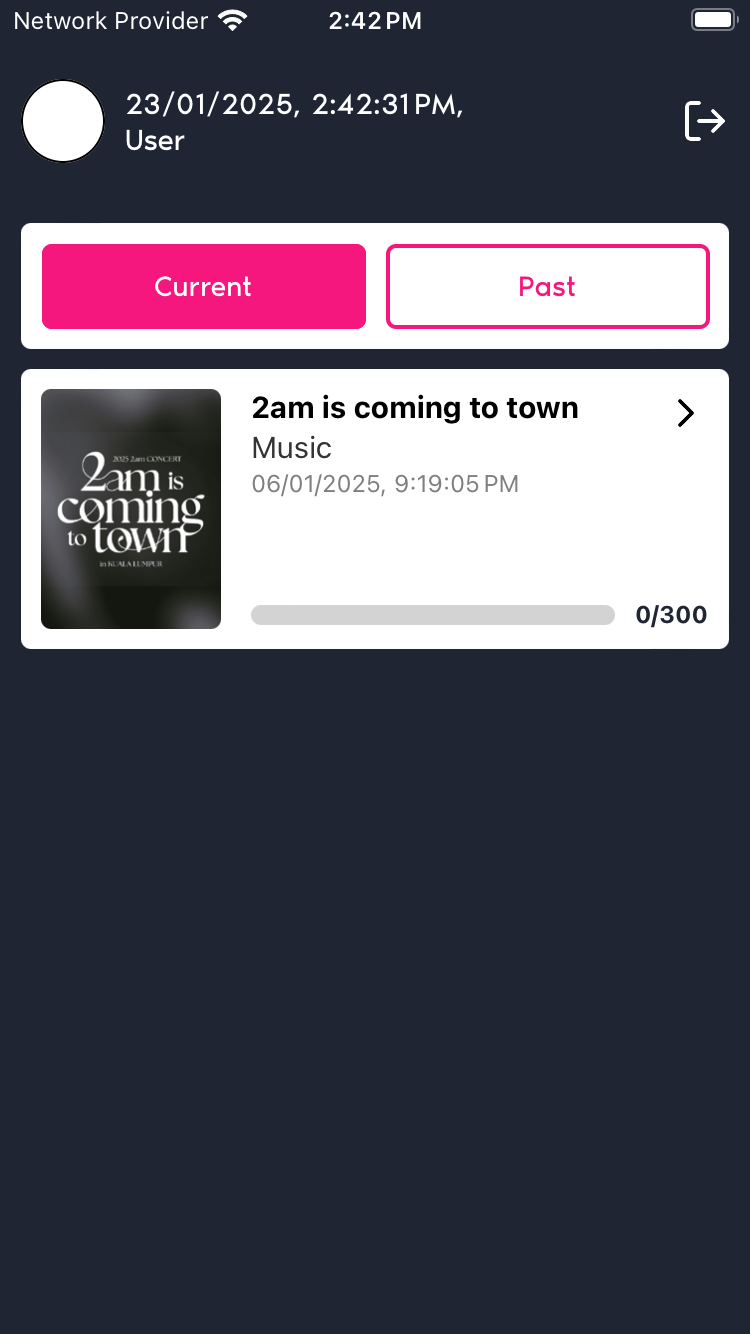 Network Provider 2:42 PM
23/01/2025, 2:42:31 PM,
User
Current Past
2am is coming to town
Music
06/01/2025, 9:19:05 PM
2025 2am CONCERT
2am is
coming
to town
in KUALA LUMPUR
0/300